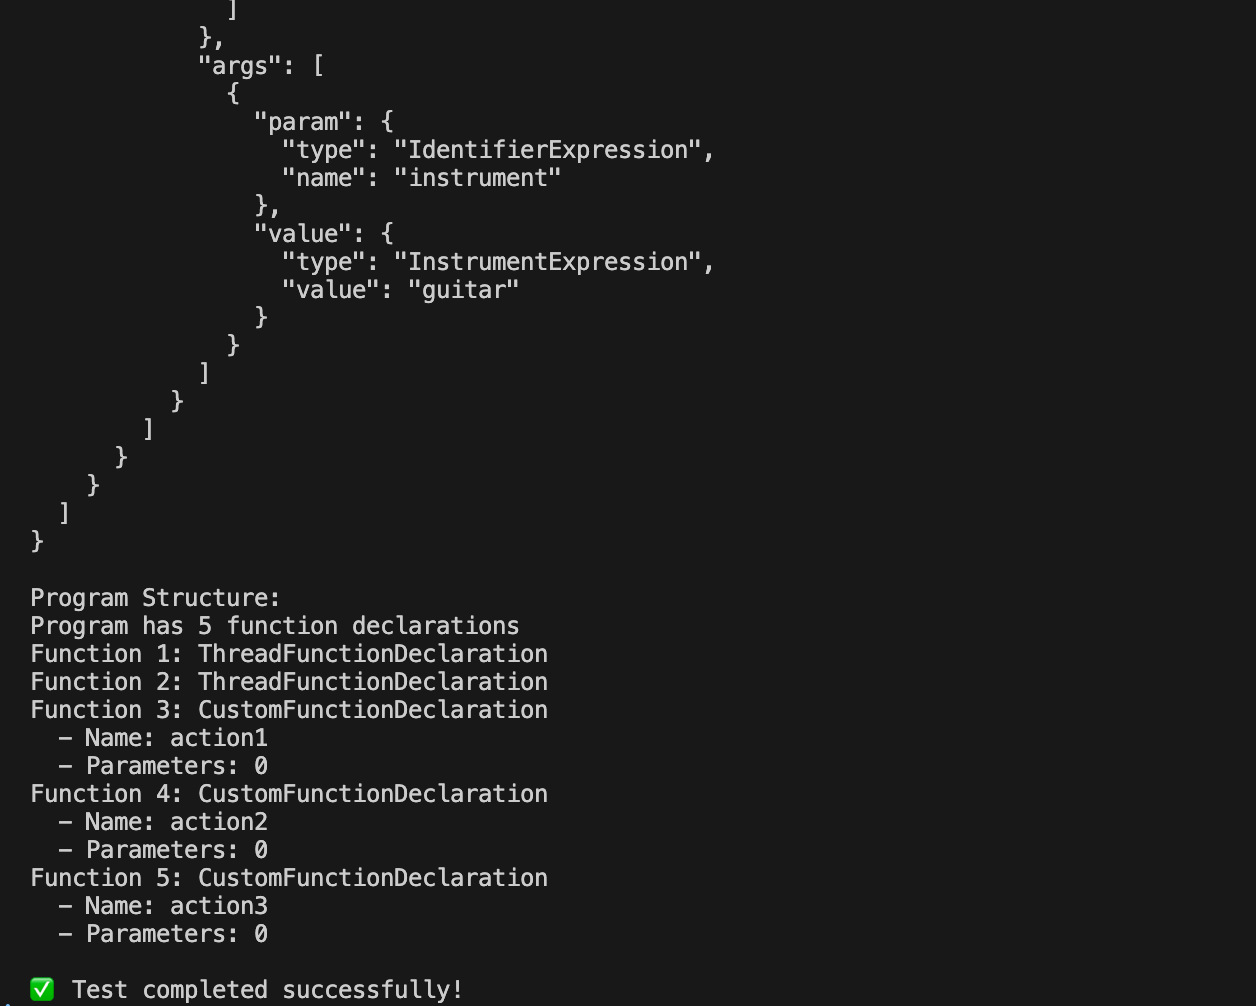 ]
              },
              "args": [
                {
                  "param": {
                    "type": "IdentifierExpression",
                    "name": "instrument"
                  },
                  "value": {
                    "type": "InstrumentExpression",
                    "value": "guitar"
                  }
                }
              ]
            }
          ]
        }
      }
    ]
  }

Program Structure:
Program has 5 function declarations
Function 1: ThreadFunctionDeclaration
Function 2: ThreadFunctionDeclaration
Function 3: CustomFunctionDeclaration
  – Name: action1
  – Parameters: 0
Function 4: CustomFunctionDeclaration
  – Name: action2
  – Parameters: 0
Function 5: CustomFunctionDeclaration
  – Name: action3
  – Parameters: 0

✅ Test completed successfully!